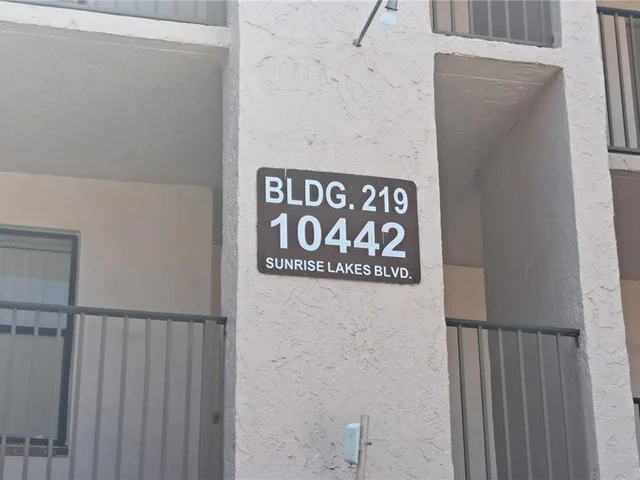 BLDG. 219
10442
SUNRISE LAKES BLVD.